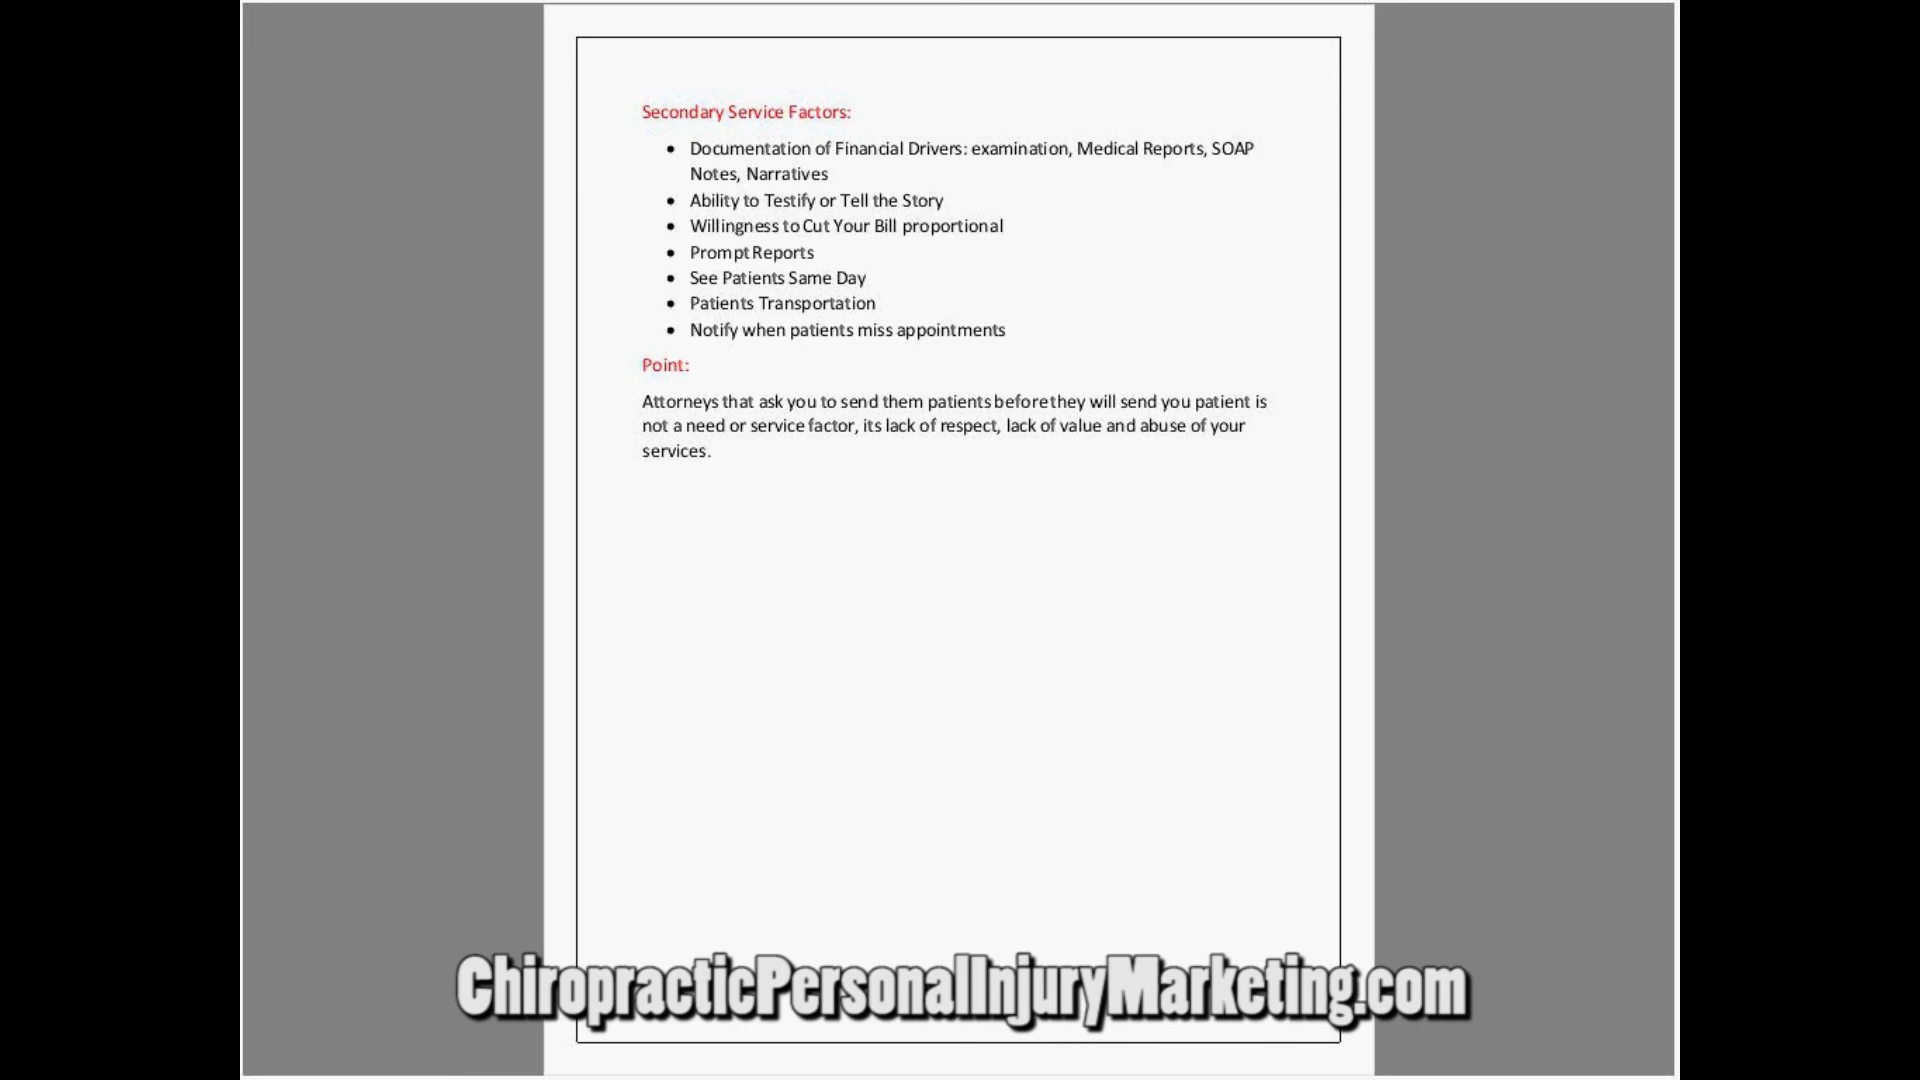 Secondary Service Factors:
• Documentation of Financial Drivers: examination, Medical Reports, SOAP
Notes, Narratives
• Ability to Testify or Tell the Story
• Willingness to Cut Your Bill proportional
• Prompt Reports
• See Patients Same Day
• Patients Transportation
• Notify when patients miss appointments
Point:
Attorneys that ask you to send them patients before they will send you patient is
not a need or service factor, its lack of respect, lack of value and abuse of your
services.
ChiropracticPersonalInjuryMarketing.com